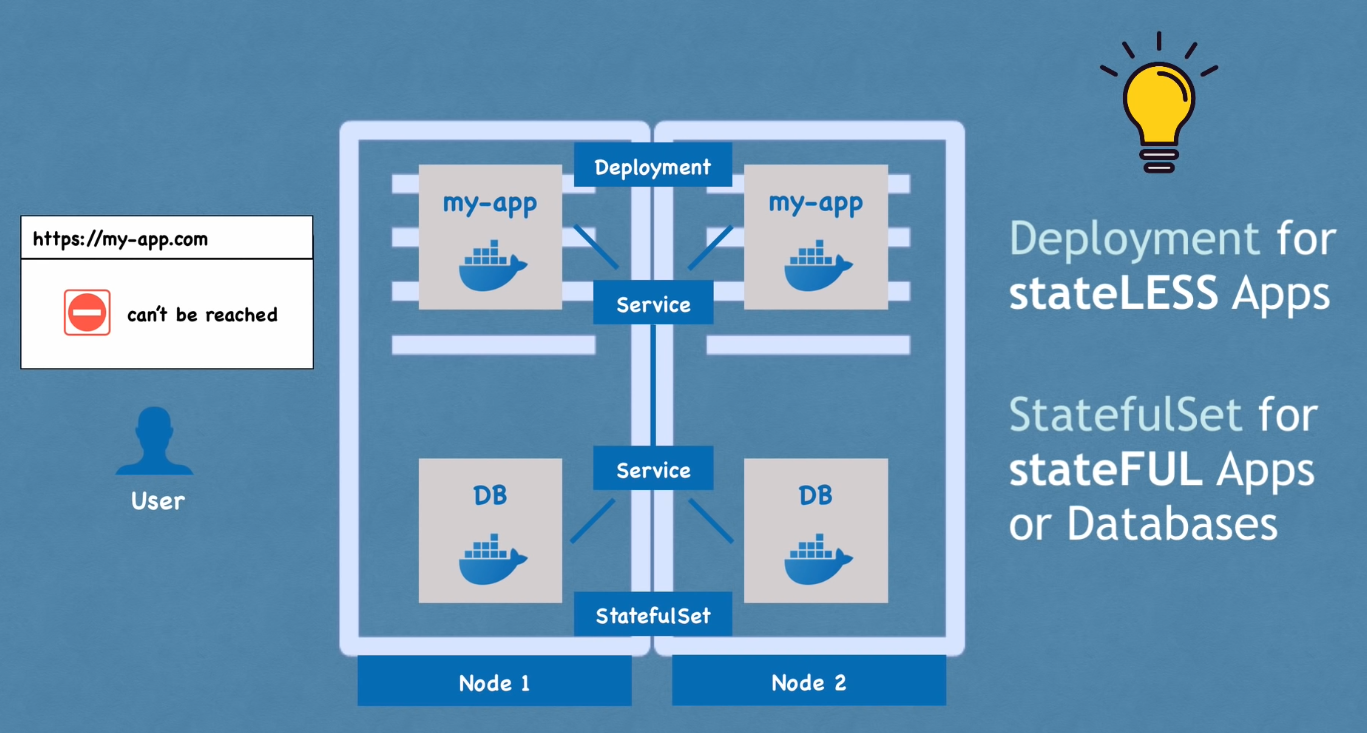 https://my-app.com
can't be reached
User
Deployment
my-app
my-app
Service
Service
DB
DB
StatefulSet
Node 1
Node 2
Deployment for
stateLESS Apps
StatefulSet for
stateFUL Apps
or Databases